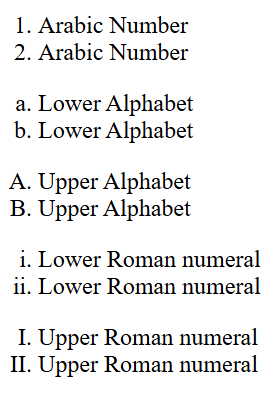 1. Arabic Number
2. Arabic Number
a. Lower Alphabet
b. Lower Alphabet
A. Upper Alphabet
B. Upper Alphabet
i. Lower Roman numeral
ii. Lower Roman numeral
I. Upper Roman numeral
II. Upper Roman numeral